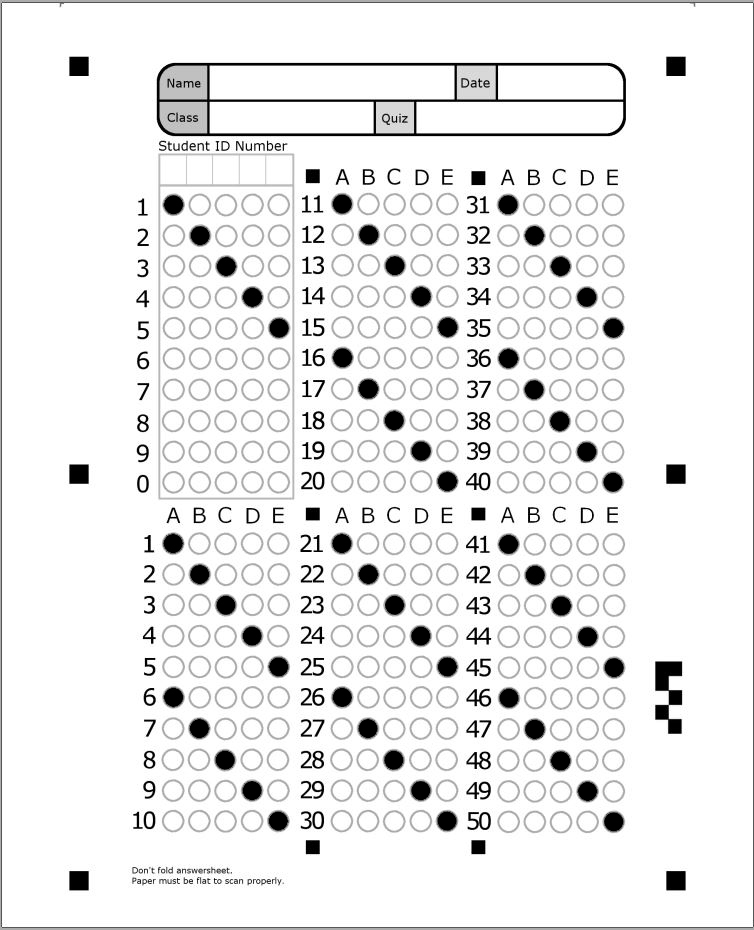 Name Date
Class Quiz
Student ID Number
A B C D E A B C D E
1 11 31
2 12 32
3 13 33
4 14 34
5 15 35
6 16 36
7 17 37
8 18 38
9 19 39
0 20 40
A B C D E A B C D E A B C D E
1 21 41
2 22 42
3 23 43
4 24 44
5 25 45
6 26 46
7 27 47
8 28 48
9 29 49
10 30 50
Don't fold answersheet.
Paper must be flat to scan properly.